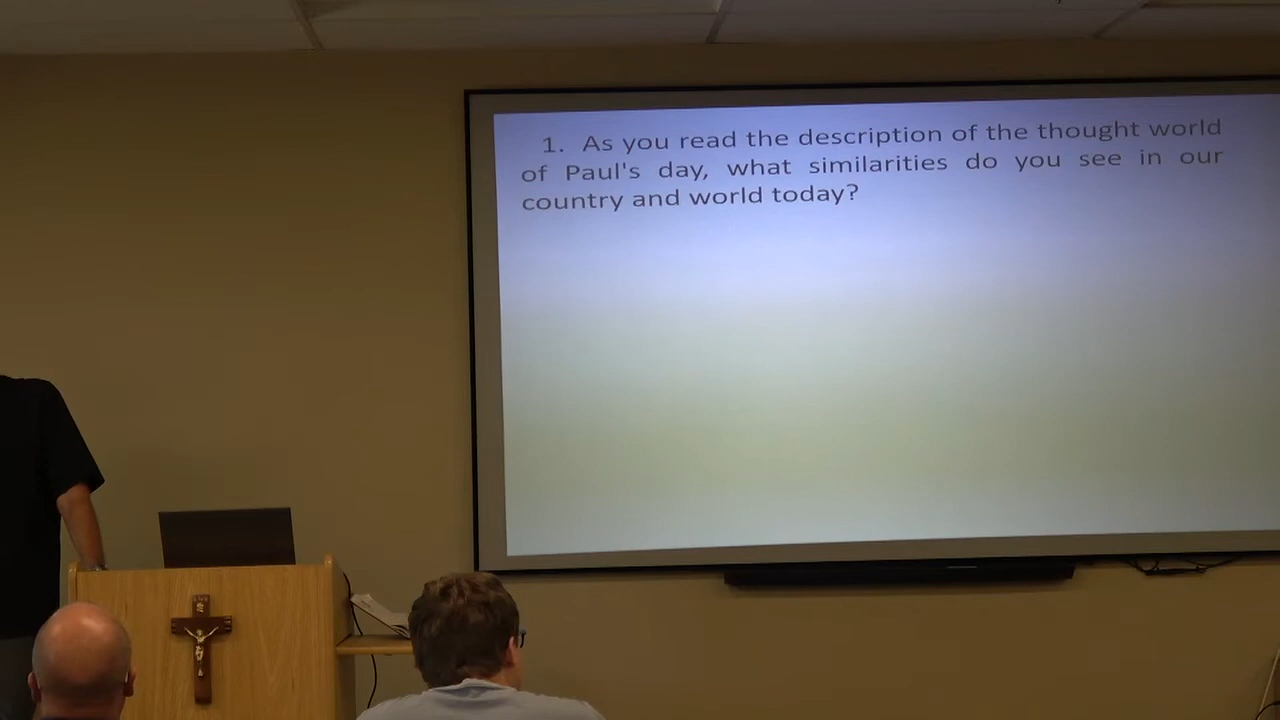 1. As you read the description of the thought world
of Paul's day, what similarities do you see in our
country and world today?